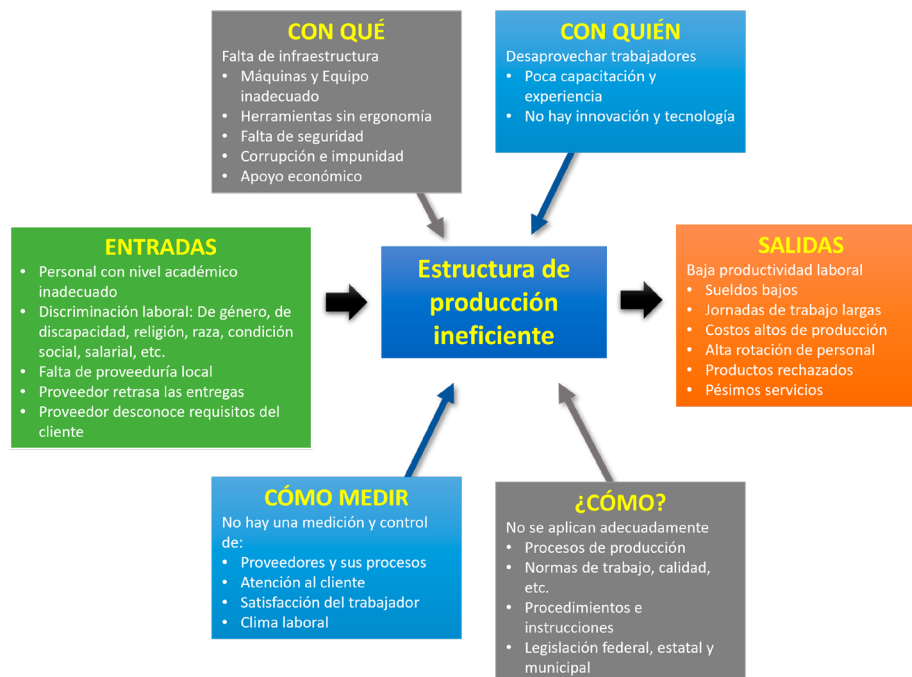 CON QUÉ
Falta de infraestructura
• Máquinas y Equipo
inadecuado
• Herramientas sin ergonomía
• Falta de seguridad
• Corrupción e impunidad
• Apoyo económico
CON QUIÉN
Desaprovechar trabajadores
• Poca capacitación y
experiencia
• No hay innovación y tecnología
ENTRADAS
• Personal con nivel académico
inadecuado
• Discriminación laboral: De género, de
discapacidad, religión, raza, condición
social, salarial, etc.
• Falta de proveeduría local
• Proveedor retrasa las entregas
• Proveedor desconoce requisitos del
cliente
Estructura de
producción
ineficiente
SALIDAS
Baja productividad laboral
• Sueldos bajos
• Jornadas de trabajo largas
• Costos altos de producción
• Alta rotación de personal
• Productos rechazados
• Pésimos servicios
CÓMO MEDIR
No hay una medición y control
de:
• Proveedores y sus procesos
• Atención al cliente
• Satisfacción del trabajador
• Clima laboral
¿CÓMO?
No se aplican adecuadamente
• Procesos de producción
• Normas de trabajo, calidad,
etc.
• Procedimientos e
instrucciones
• Legislación federal, estatal y
municipal